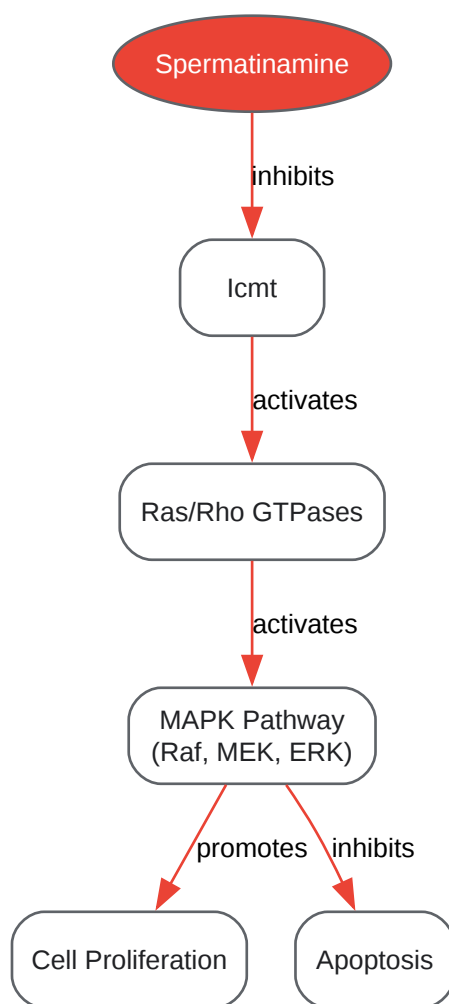 Spermatinamine
inhibits
Icmt
activates
Ras/Rho GTPases
activates
MAPK Pathway
(Raf, MEK, ERK)
promotes
inhibits
Cell Proliferation
Apoptosis